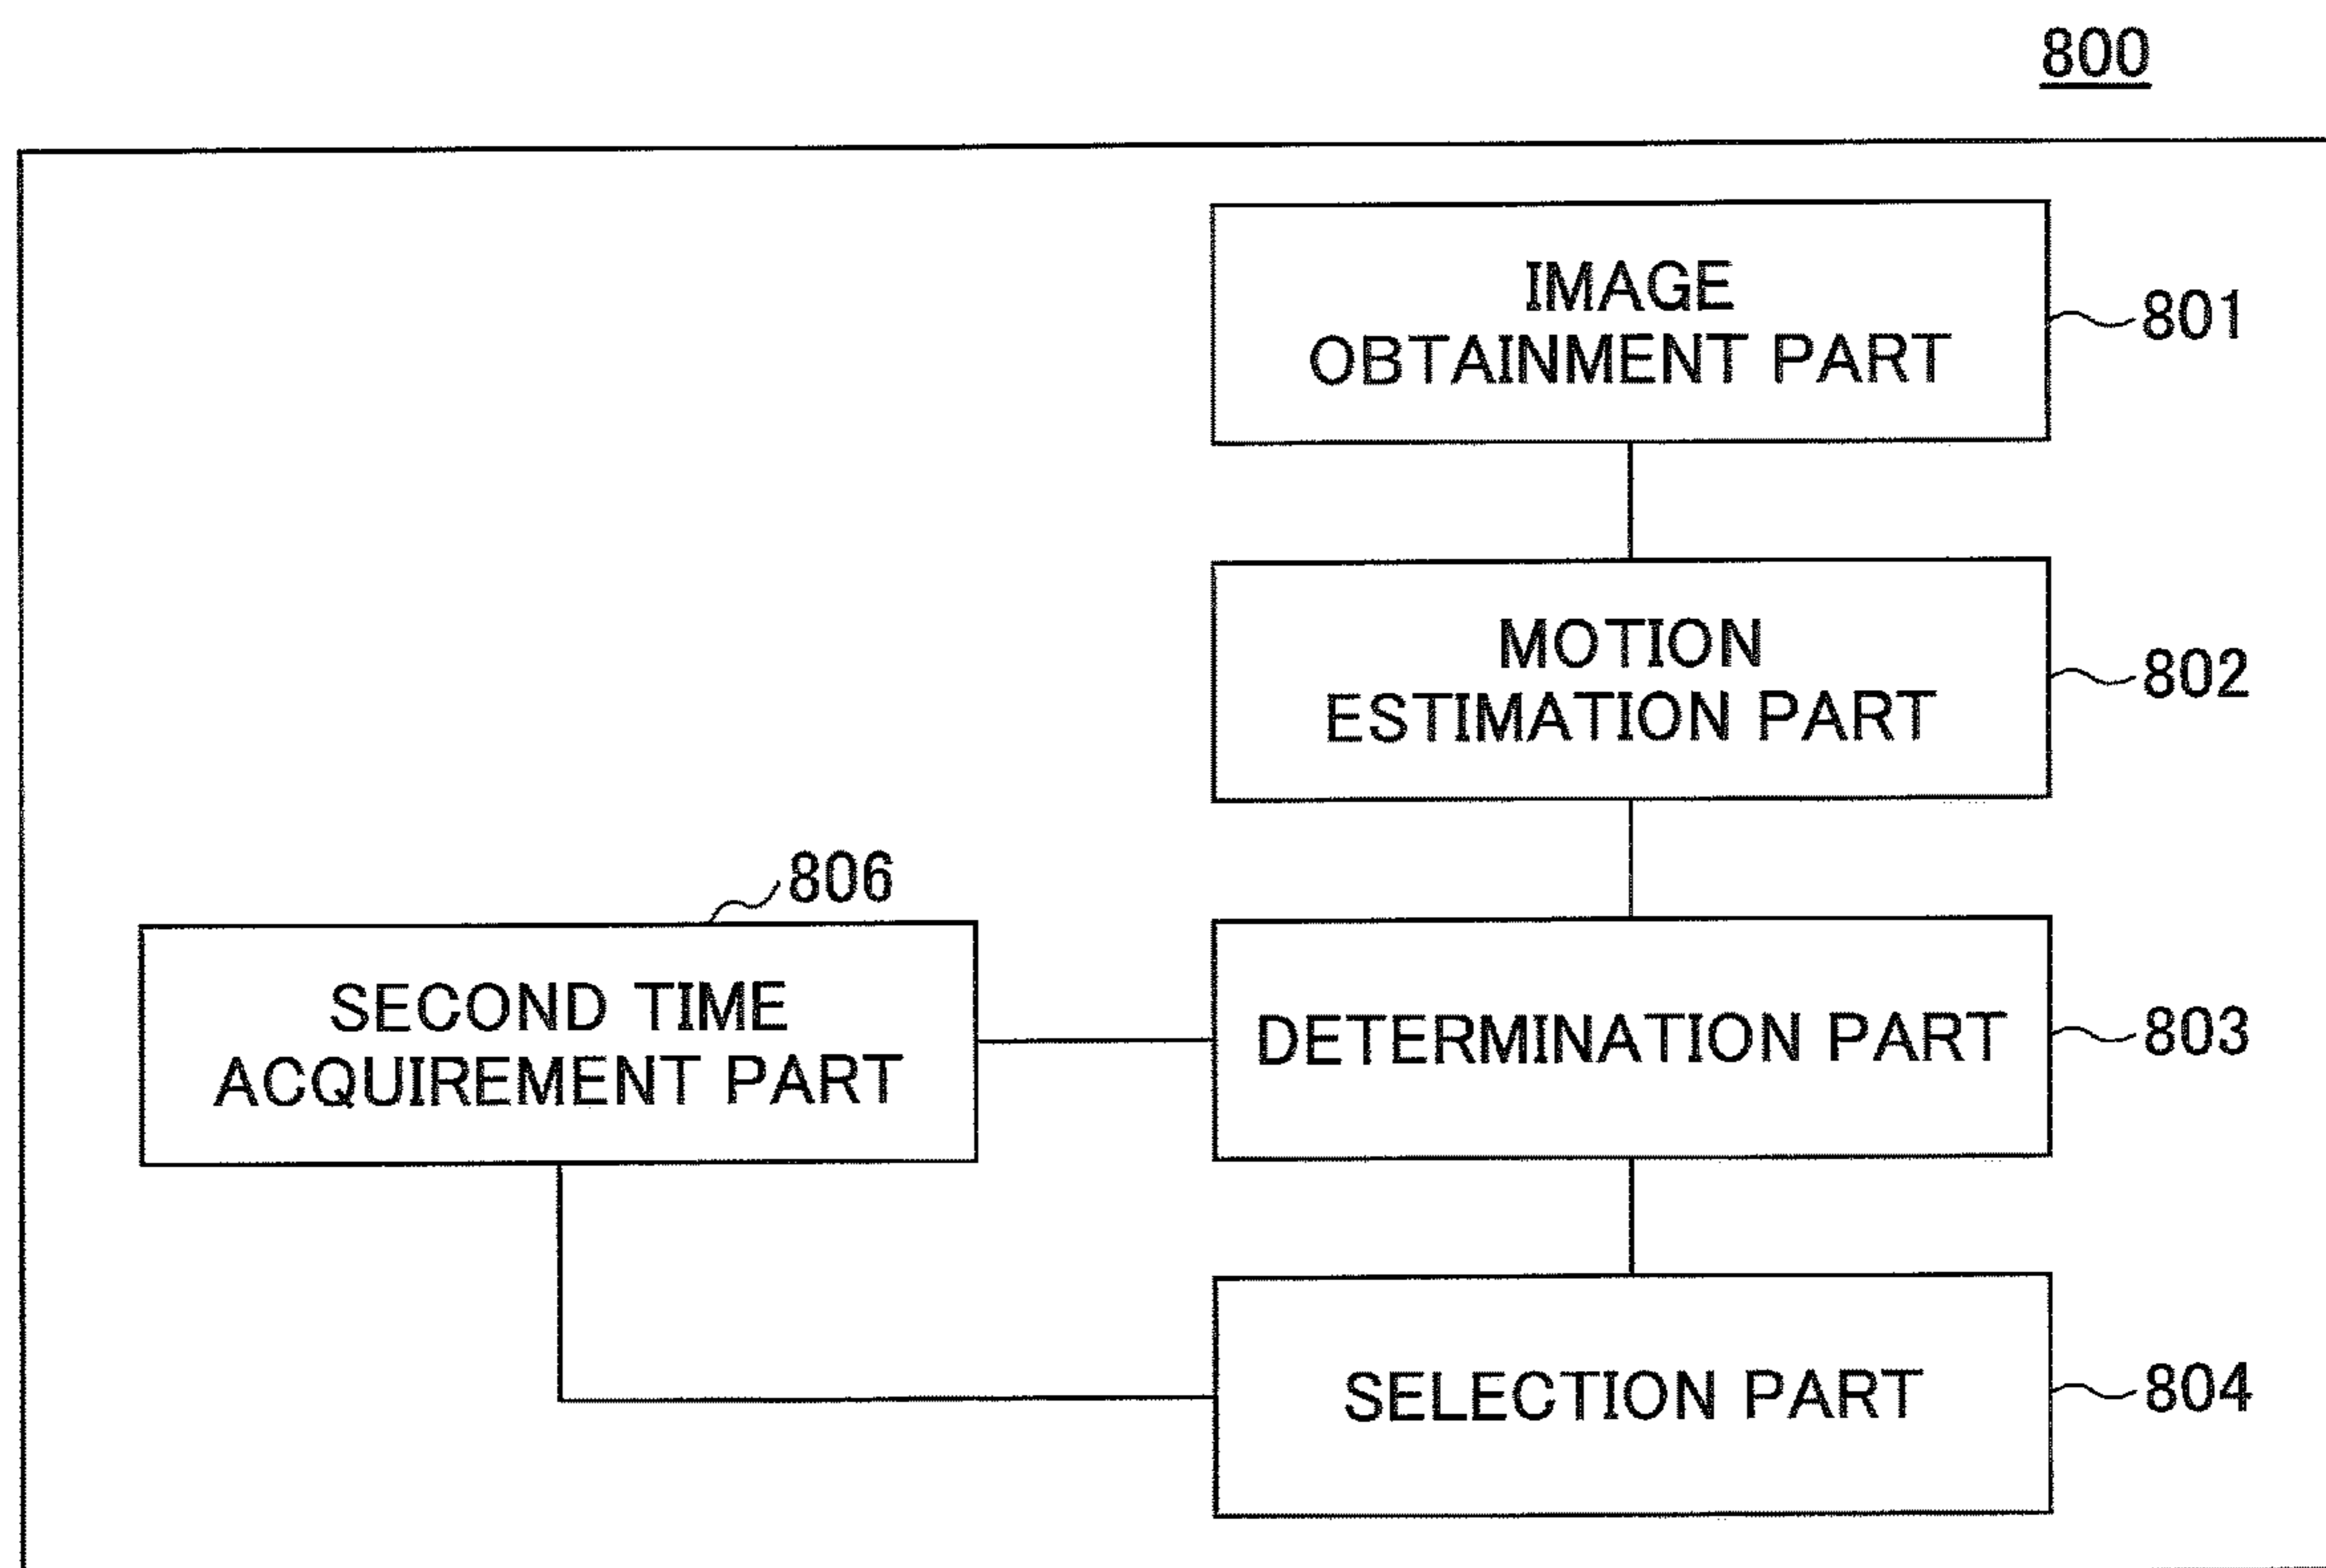 800
IMAGE
OBTAINMENT PART
801
MOTION
ESTIMATION PART
802
806
SECOND TIME
ACQUIREMENT PART
DETERMINATION PART
803
SELECTION PART
804